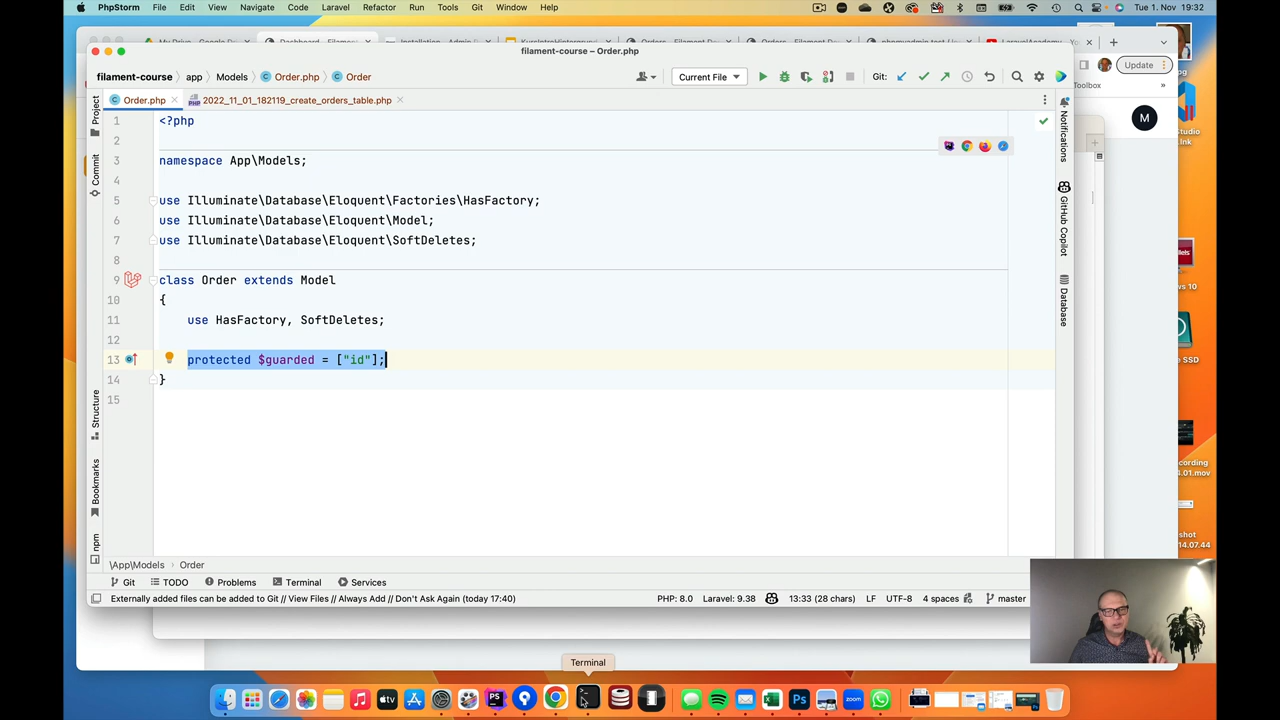 PhpStorm File Edit View Navigate Code Laravel Refactor Run Tools Git Window Help Tue 1. Nov 19:32
filament-course – Order.php
Update
filament-course app Models Order.php Order Current File Git:
Order.php 2022_11_01_182119_create_orders_table.php
M
Project
Commit
Structure
Bookmarks
npm
Notifications
GitHub Copilot
Database
1 <?php
2
3 namespace App\Models;
4
5 use Illuminate\Database\Eloquent\Factories\HasFactory;
6 use Illuminate\Database\Eloquent\Model;
7 use Illuminate\Database\Eloquent\SoftDeletes;
8
9 class Order extends Model
10 {
11 use HasFactory, SoftDeletes;
12
13 protected $guarded = ["id"];
14 }
15
\App\Models Order
Git TODO Problems Terminal Services
Externally added files can be added to Git // View Files // Always Add // Don't Ask Again (today 17:40) PHP: 8.0 Laravel: 9.38 13:33 (28 chars) LF UTF-8 4 spaces master
Terminal